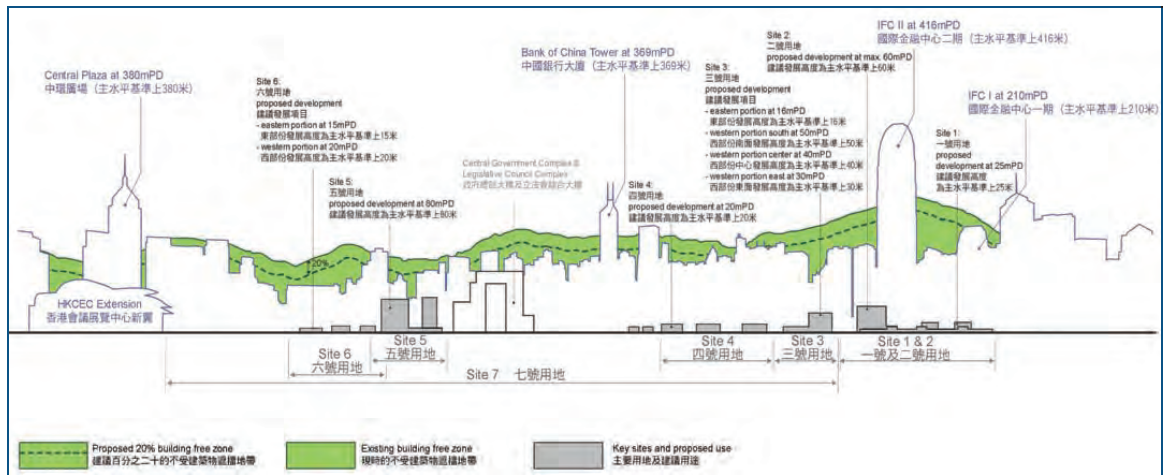 Central Plaza at 380mPD
中環廣場（主水平基準上380米）
Site 6:
六號用地
proposed development
建議發展項目
- eastern portion at 15mPD
東部份發展高度為主水平基準上15米
- western portion at 20mPD
西部份發展高度為主水平基準上20米
Site 5:
五號用地
proposed development at 80mPD
建議發展高度為主水平基準上80米
Central Government Complex &
Legislative Council Complex
政府總部大樓及立法會綜合大樓
Bank of China Tower at 369mPD
中國銀行大廈（主水平基準上369米）
Site 4:
四號用地
proposed development at 20mPD
建議發展高度為主水平基準上20米
Site 3:
三號用地
proposed development
建議發展項目
- eastern portion at 16mPD
東部份發展高度為主水平基準上16米
- western portion south at 50mPD
西部份南面發展高度為主水平基準上50米
- western portion center at 40mPD
西部份中心發展高度為主水平基準上40米
- western portion east at 30mPD
西部份東面發展高度為主水平基準上30米
Site 2:
二號用地
proposed development at max. 60mPD
建議發展高度為主水平基準上60米
IFC II at 416mPD
國際金融中心二期（主水平基準上416米）
IFC I at 210mPD
國際金融中心一期（主水平基準上210米）
Site 1:
一號用地
proposed
development at 25mPD
建議發展高度
為主水平基準上25米
20%
HKCEC Extension
香港會議展覽中心新翼
Site 6
六號用地
Site 5
五號用地
Site 4
四號用地
Site 3
三號用地
Site 1 & 2
一號及二號用地
Site 7 七號用地
Proposed 20% building free zone
建議百分之二十的不受建築物遮擋地帶
Existing building free zone
現時的不受建築物遮擋地帶
Key sites and proposed use
主要用地及建議用途